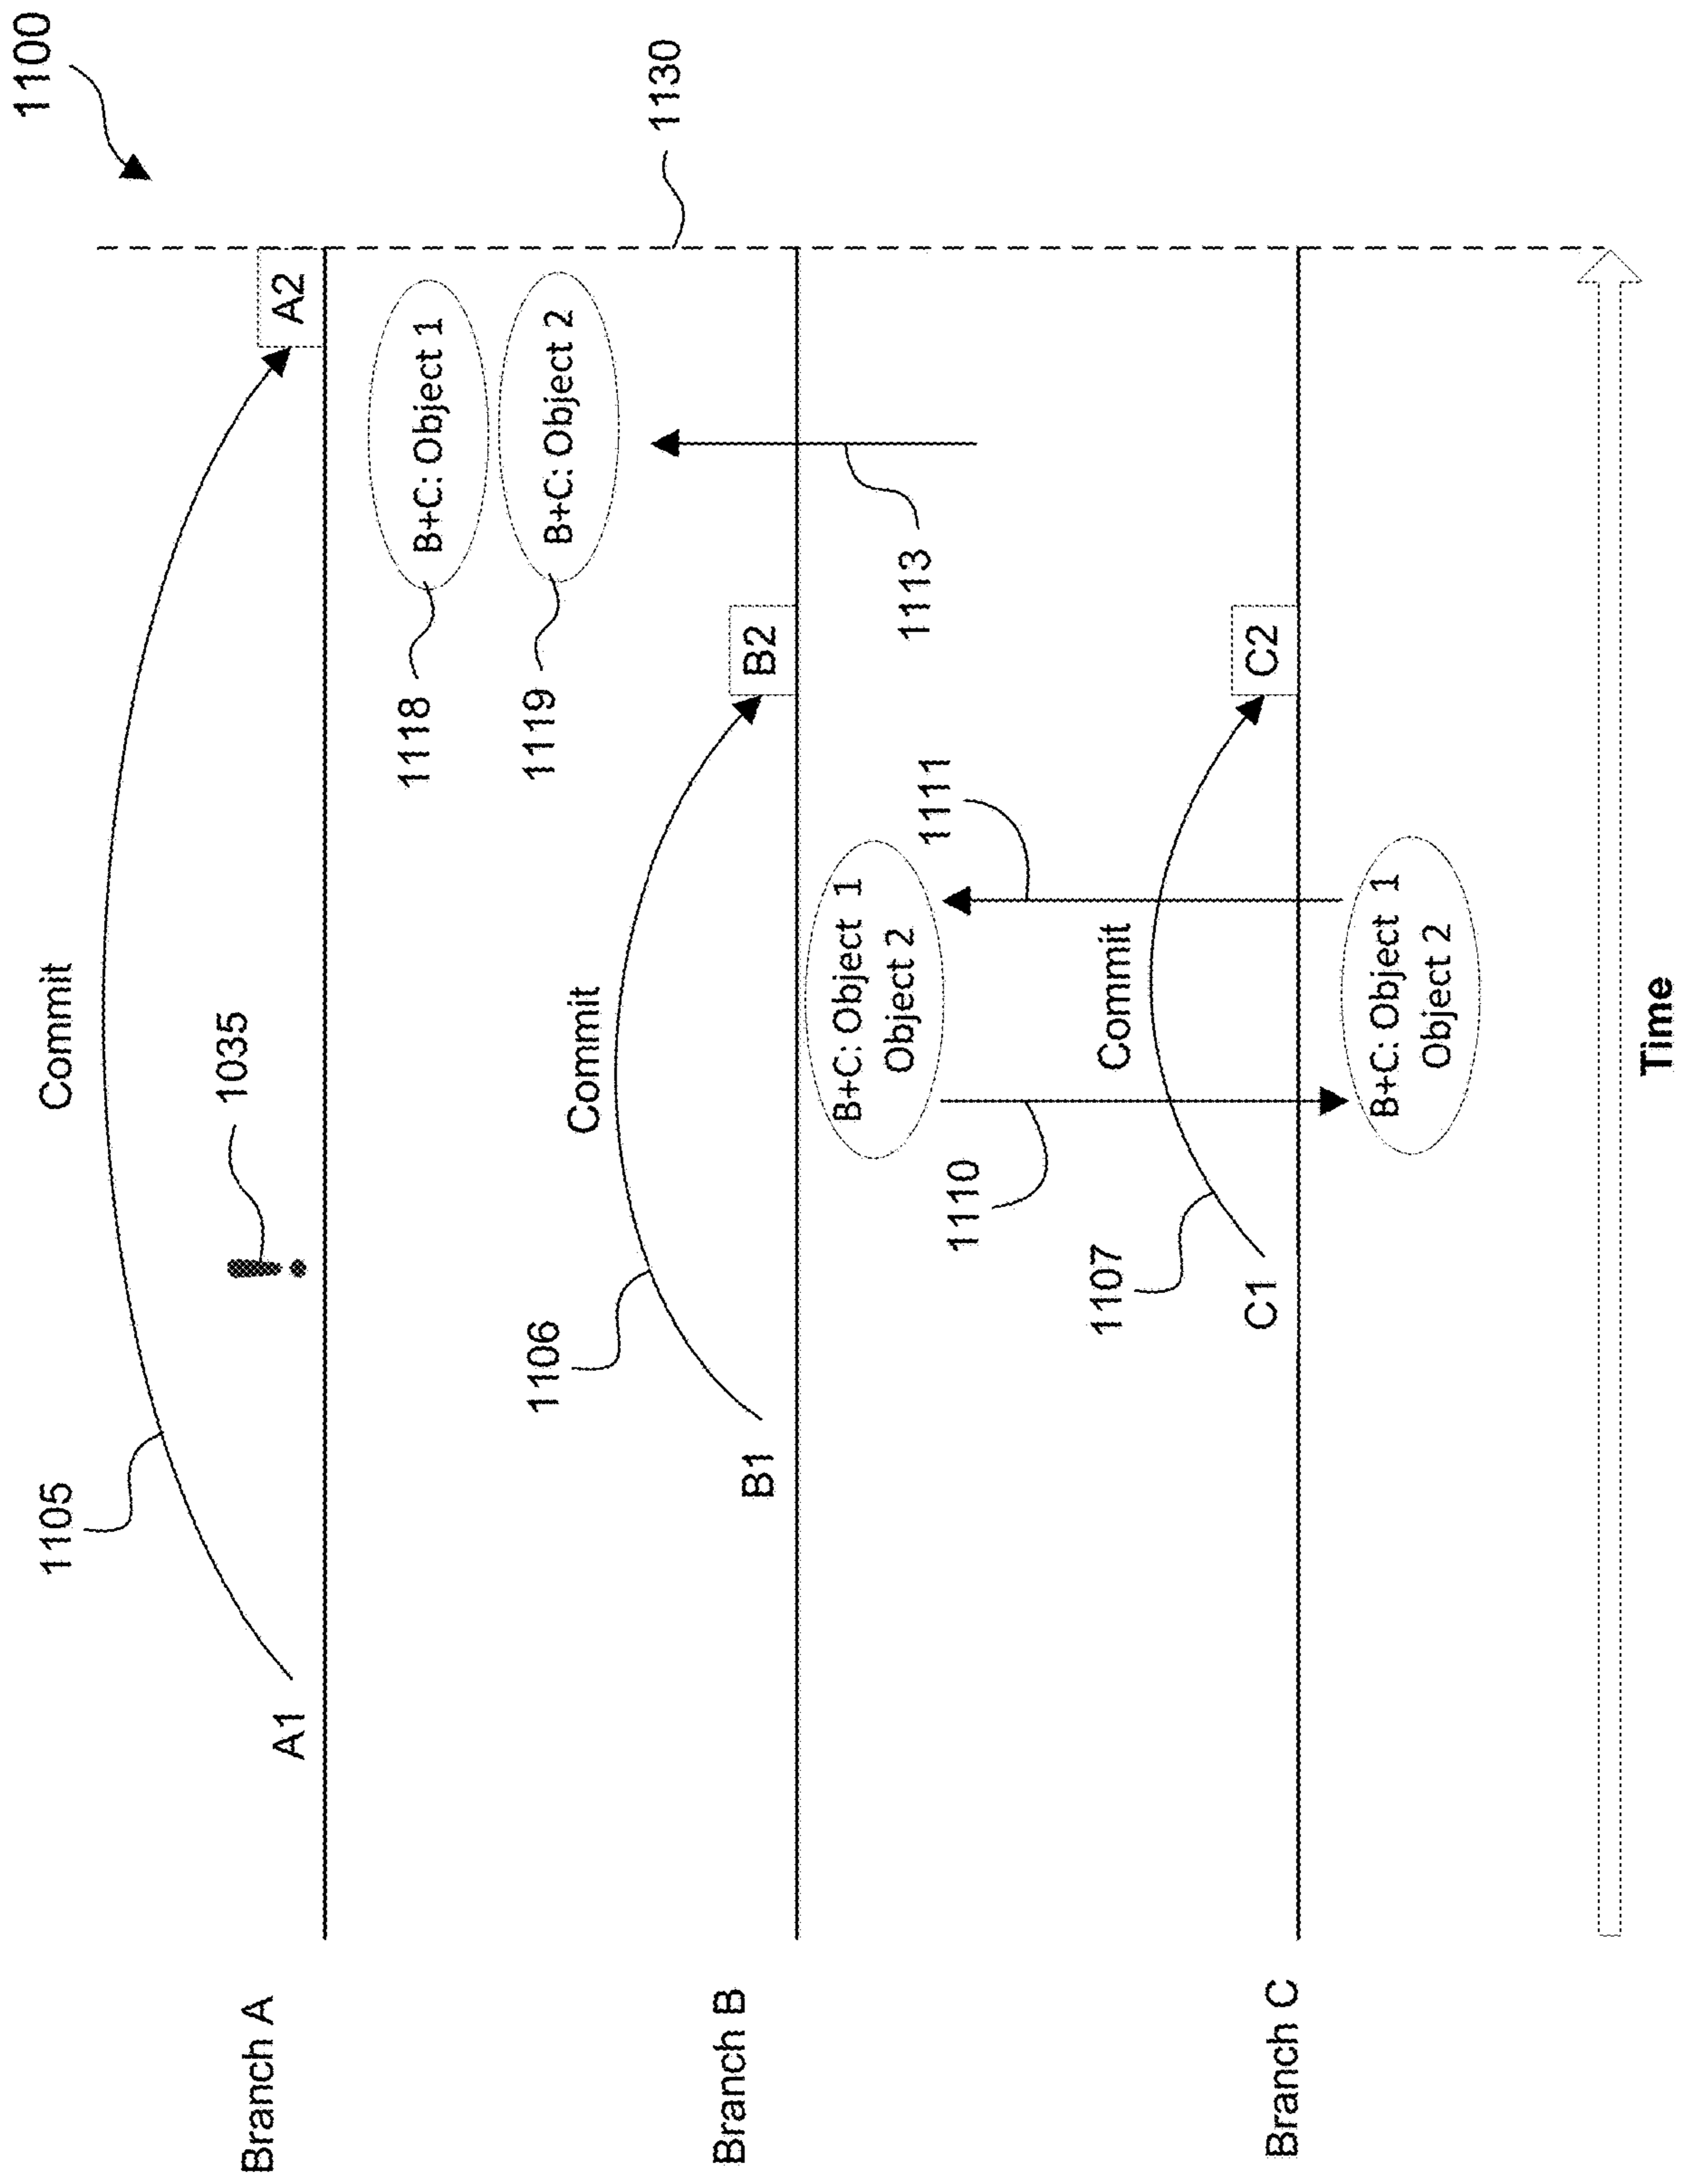 1100
Commit
1105
1035
A1
A2
Branch A
1130
B+C: Object 1
1118
B+C: Object 2
1119
Commit
1106
B1
B2
Branch B
B+C: Object 1
Object 2
1113
1111
1110
Commit
1107
C1
C2
Branch C
B+C: Object 1
Object 2
Time